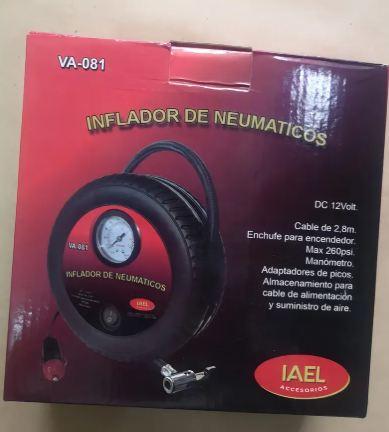 VA-081
INFLADOR DE NEUMATICOS
DC 12Volt.
Cable de 2.8m.
Enchufe para encendedor.
Max 260psi.
Manómetro.
Adaptadores de picos.
Almacenamiento para
cable de alimentación
y suministro de aire.
VA-081
INFLADOR DE NEUMATICOS
IAEL
IAEL
ACCESORIOS